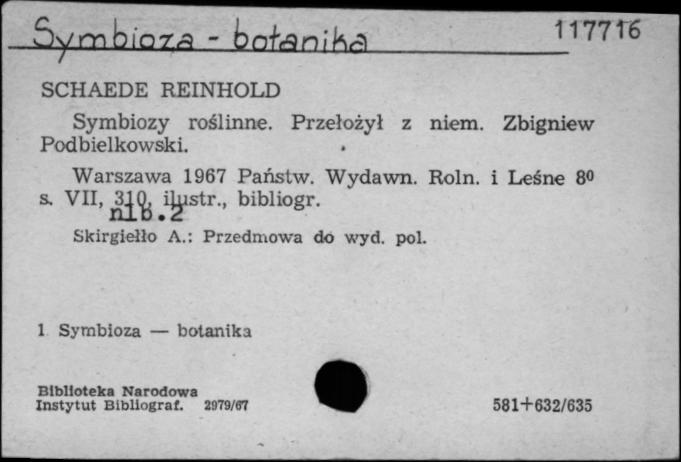 Symbioza - botanika
117716
SCHAEDE REINHOLD
Symbiozy roślinne. Przełożył z niem. Zbigniew
Podbielkowski.
Warszawa 1967 Państw. Wydawn. Roln. i Leśne 8⁰
s. VII, 310, ilustr., bibliogr.
nlb. 2
Skirgiełło A.: Przedmowa do wyd. pol.
1 Symbioza — botanika
Biblioteka Narodowa
Instytut Bibliograf. 2979/67
581+632/635